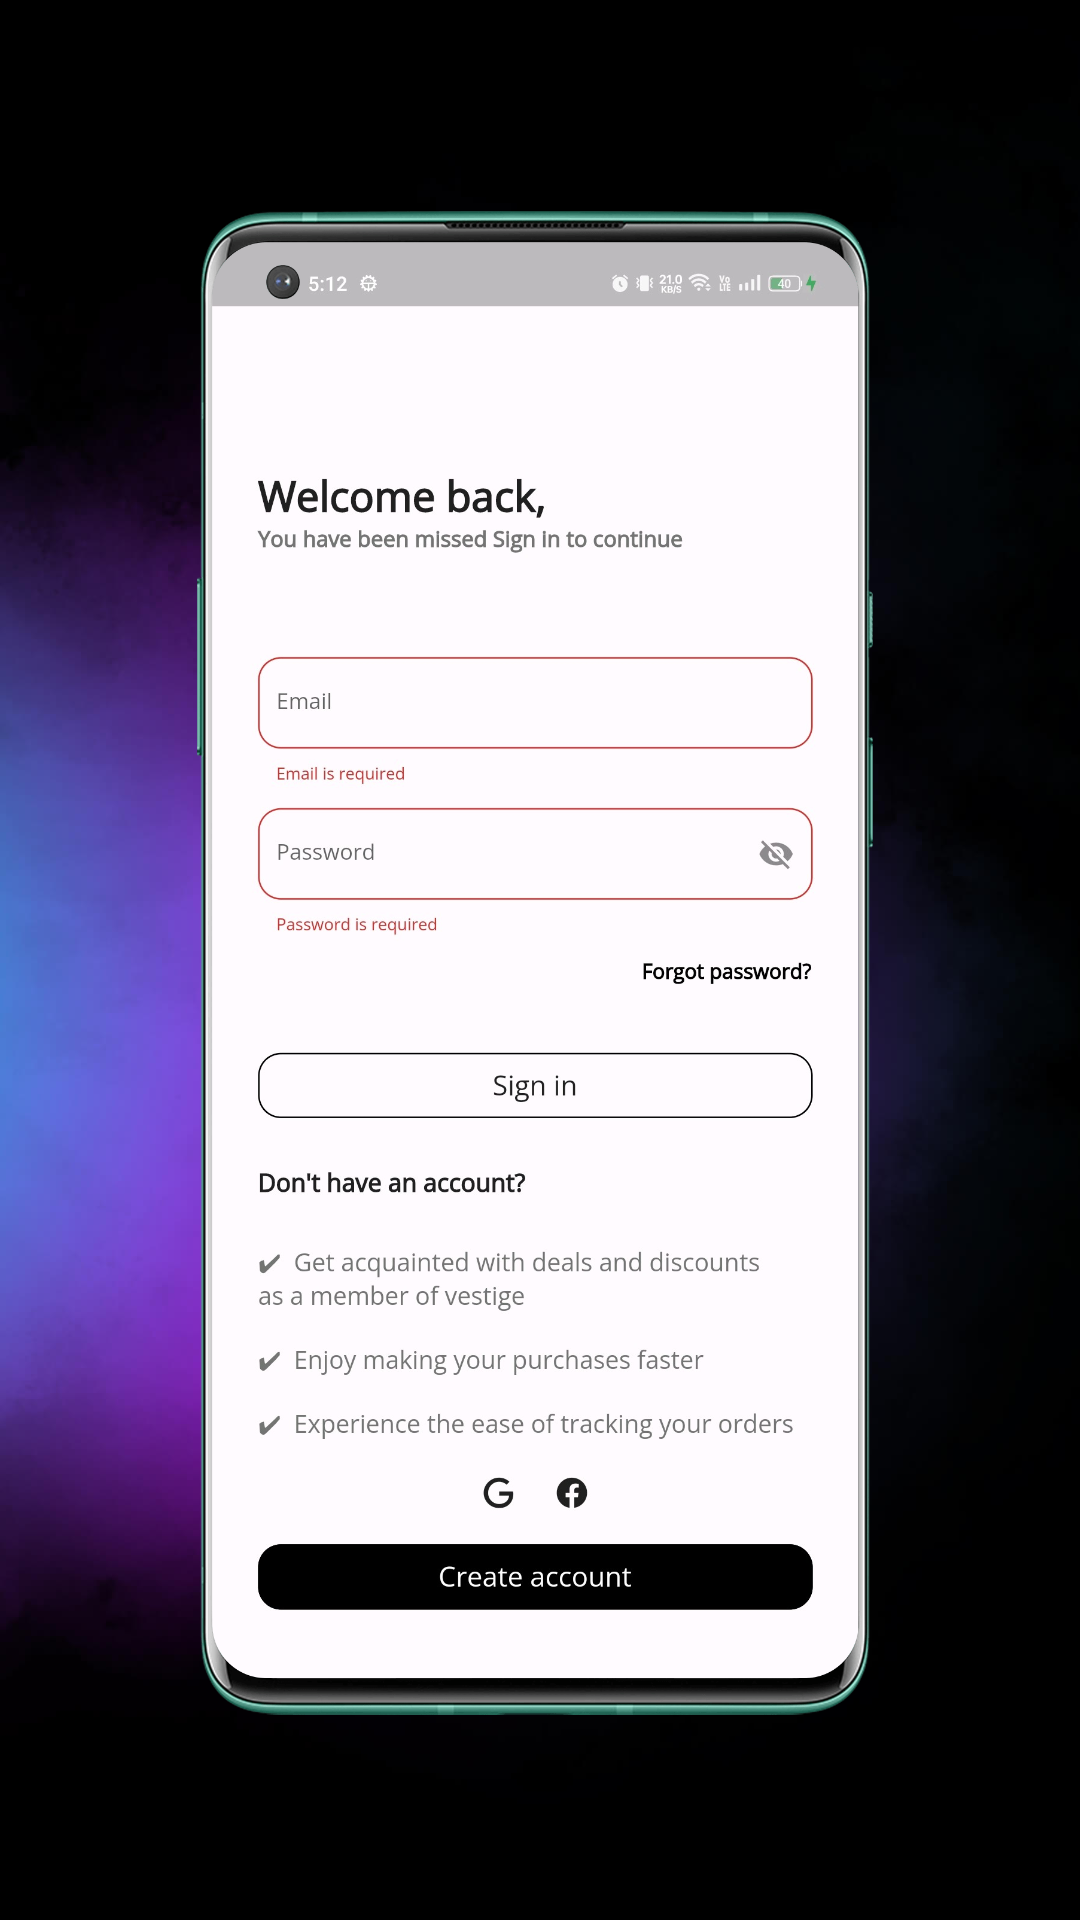 5:12 21.0 KB/S Vo LTE 40
Welcome back,
You have been missed Sign in to continue
Email
Email is required
Password
Password is required
Forgot password?
Sign in
Don't have an account?
✔ Get acquainted with deals and discounts
as a member of vestige
✔ Enjoy making your purchases faster
✔ Experience the ease of tracking your orders
G f
Create account